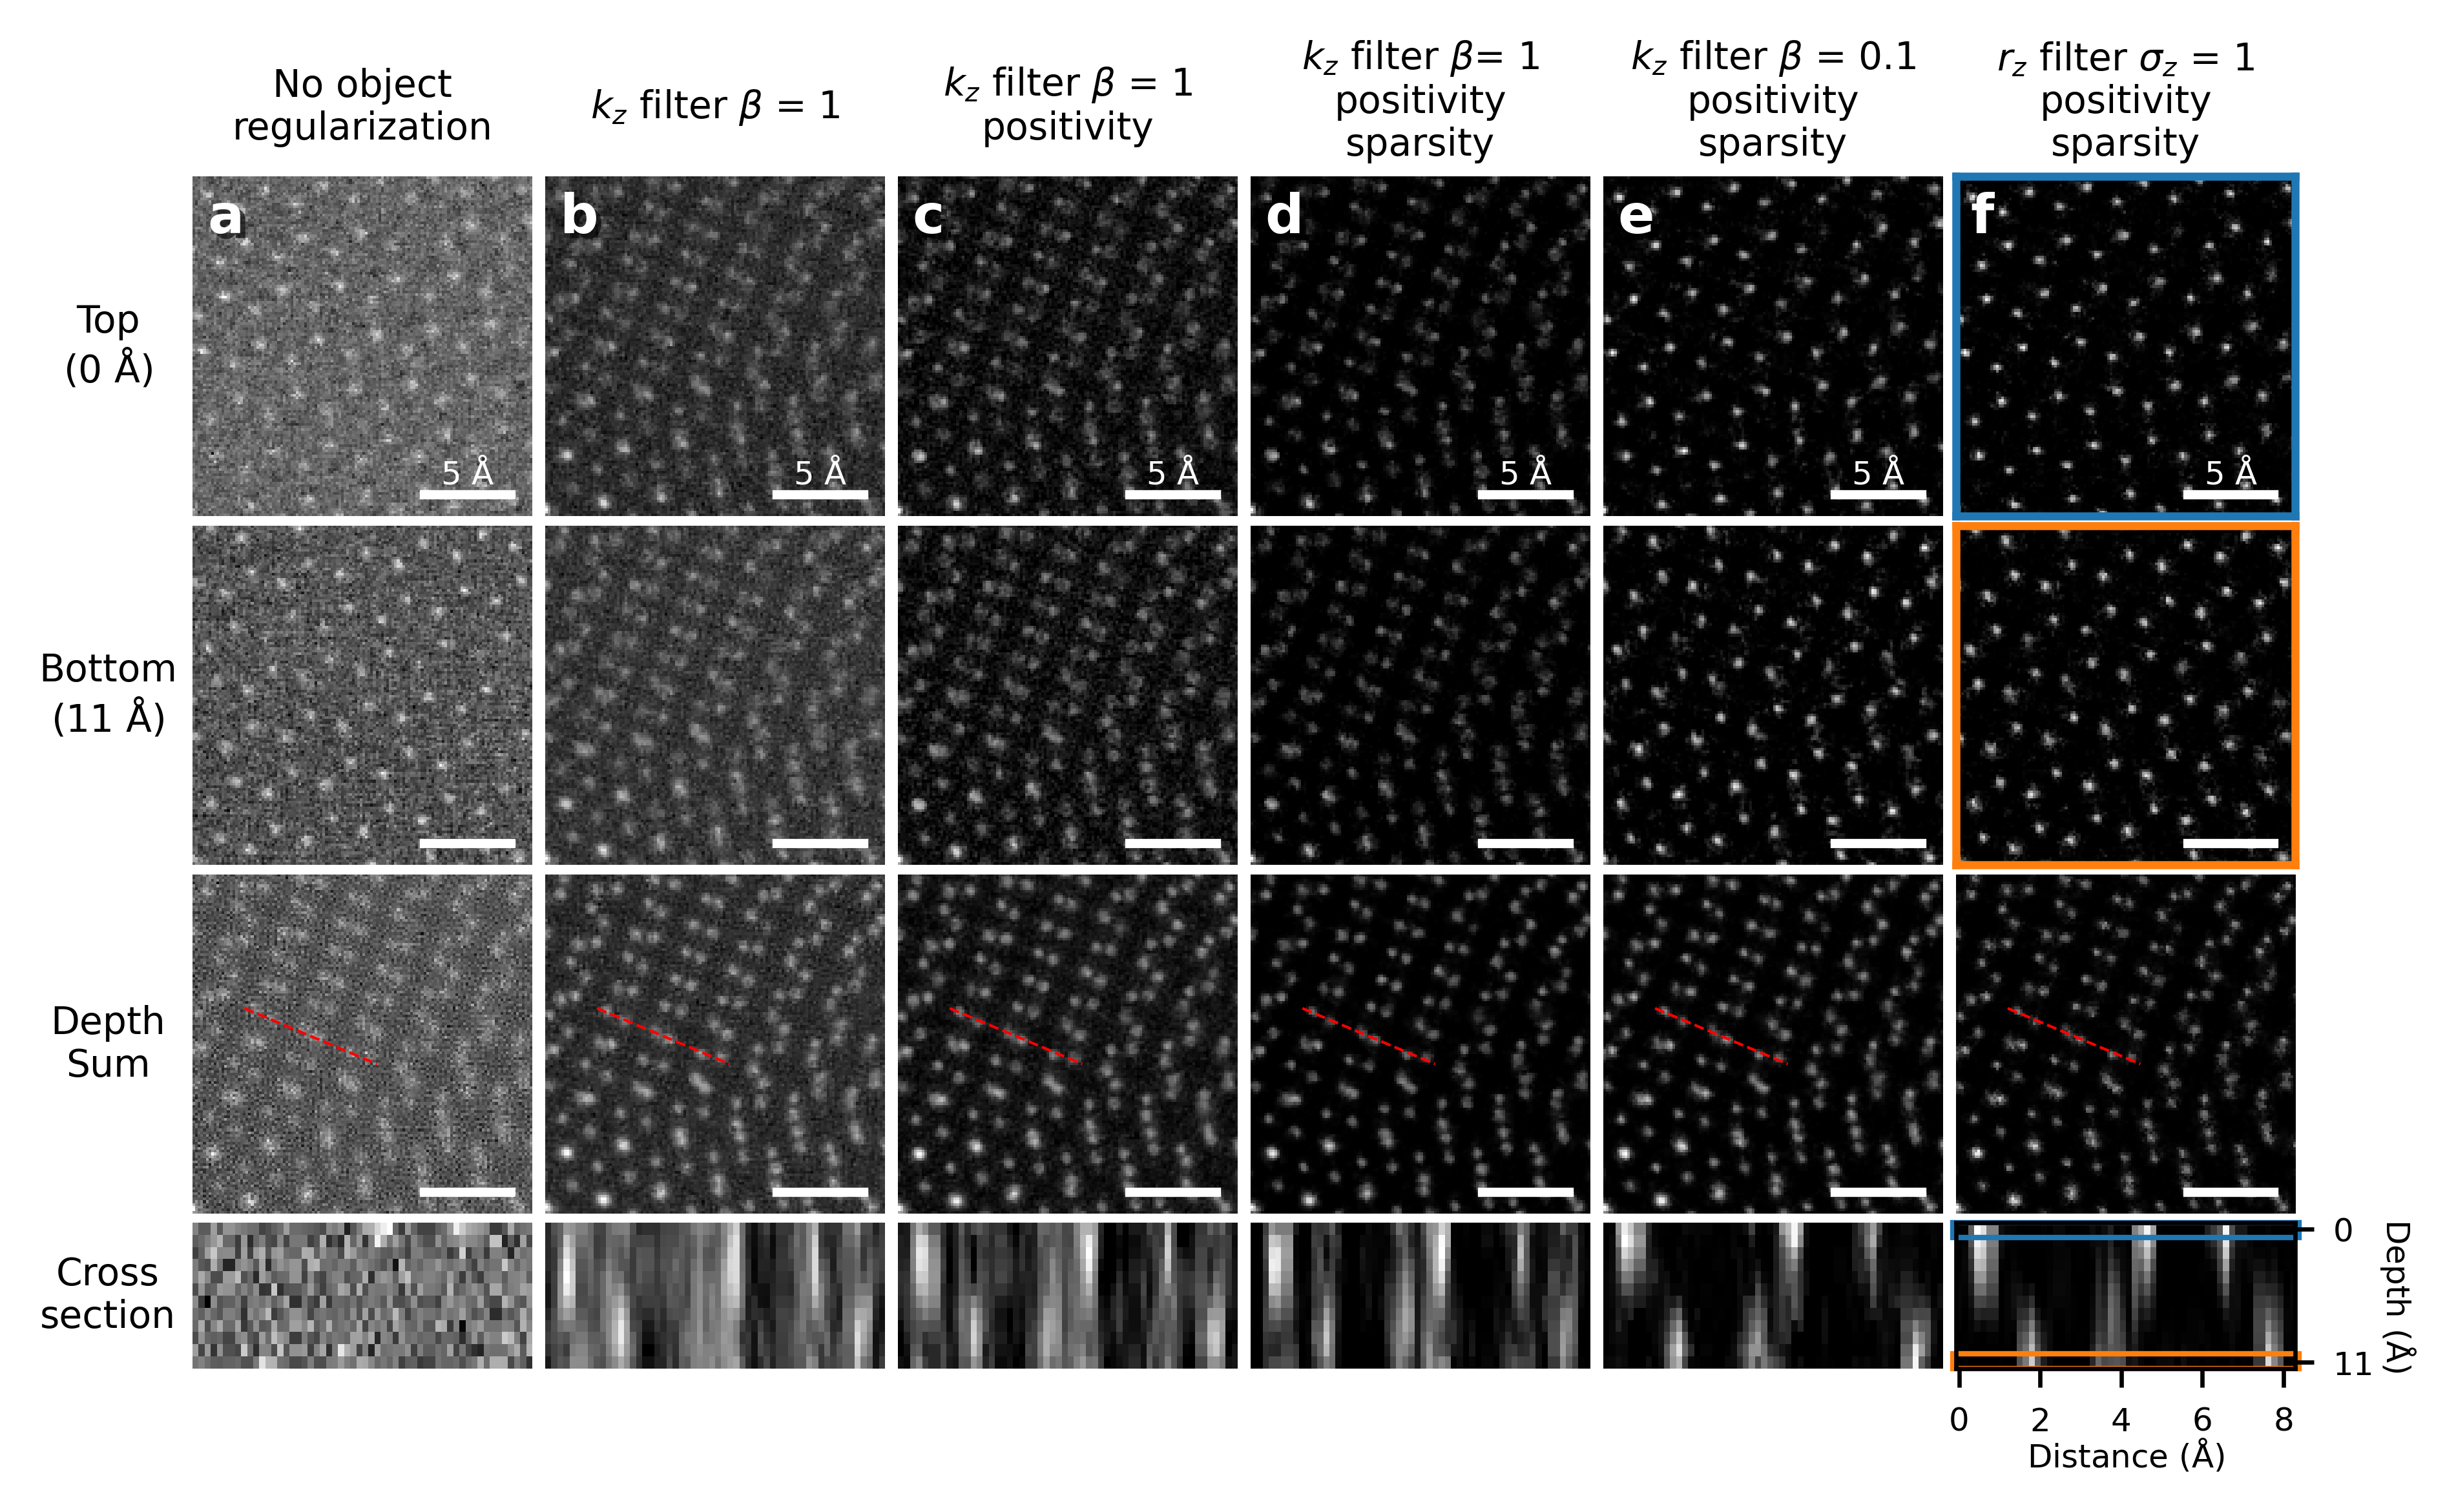 No object
regularization
k_z filter β = 1
k_z filter β = 1
positivity
k_z filter β= 1
positivity
sparsity
k_z filter β = 0.1
positivity
sparsity
r_z filter σ_z = 1
positivity
sparsity
Top
(0 Å)
a
b
c
d
e
f
5 Å
5 Å
5 Å
5 Å
5 Å
5 Å
Bottom
(11 Å)
Depth
Sum
Cross
section
0
11
Depth (Å)
0 2 4 6 8
Distance (Å)